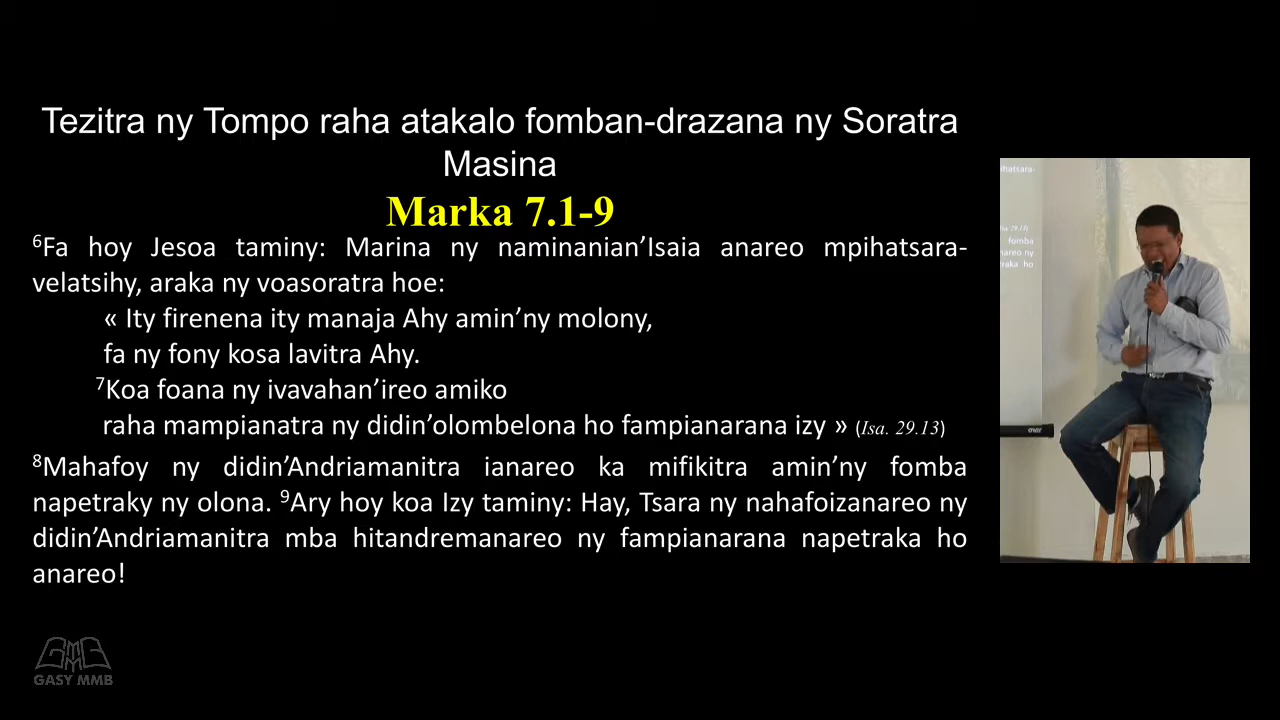 Tezitra ny Tompo raha atakalo fomban-drazana ny Soratra
Masina
Marka 7.1-9
⁶Fa hoy Jesoa taminy: Marina ny naminanian’Isaia anareo mpihatsara-
velatsihy, araka ny voasoratra hoe:
« Ity firenena ity manaja Ahy amin’ny molony,
fa ny fony kosa lavitra Ahy.
⁷Koa foana ny ivavahan’ireo amiko
raha mampianatra ny didin’olombelona ho fampianarana izy » (Isa. 29.13)
⁸Mahafoy ny didin’Andriamanitra ianareo ka mifikitra amin’ny fomba
napetraky ny olona. ⁹Ary hoy koa Izy taminy: Hay, Tsara ny nahafoizanareo ny
didin’Andriamanitra mba hitandremanareo ny fampianarana napetraka ho
anareo!
GASY MMB